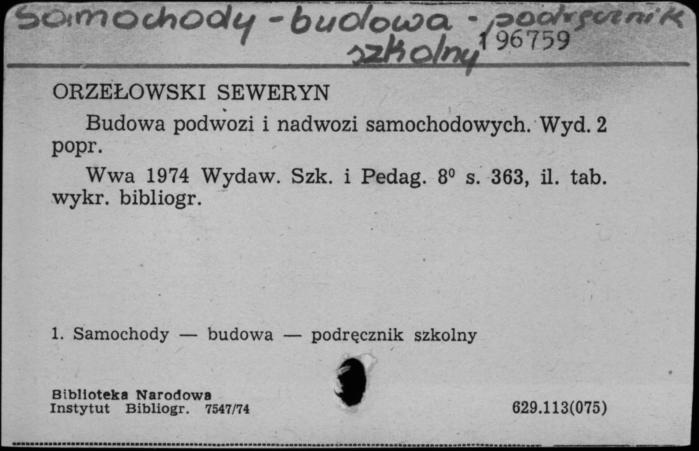 Samochody - budowa - podręcznik
szkolny 196759
ORZEŁOWSKI SEWERYN
Budowa podwozi i nadwozi samochodowych. Wyd. 2
popr.
Wwa 1974 Wydaw. Szk. i Pedag. 8⁰ s. 363, il. tab.
wykr. bibliogr.
1. Samochody — budowa — podręcznik szkolny
Biblioteka Narodowa
Instytut Bibliogr. 7547/74
629.113(075)